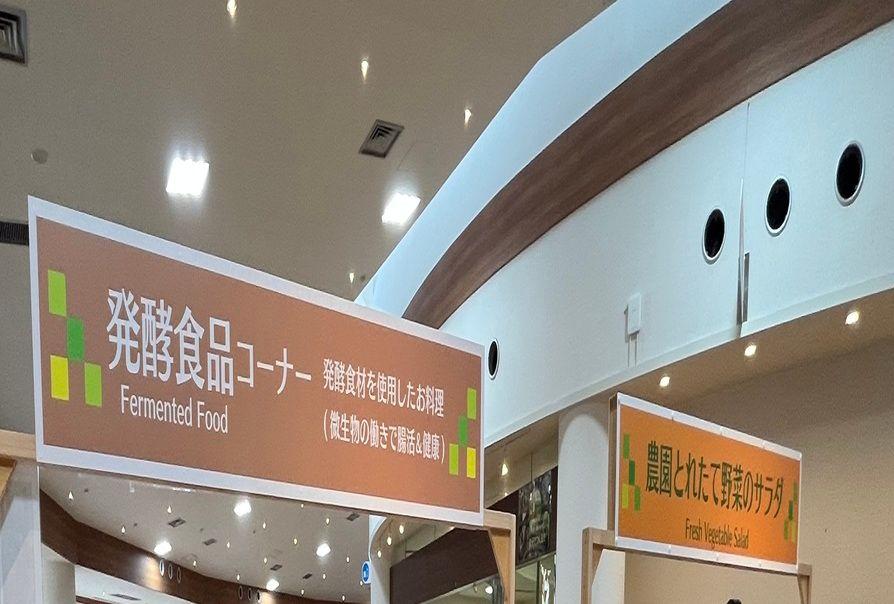 発酵食品コーナー
Fermented Food
発酵食材を使用したお料理
(微生物の働きで腸活&健康)
農園とれたて野菜のサラダ
Fresh Vegetable Salad